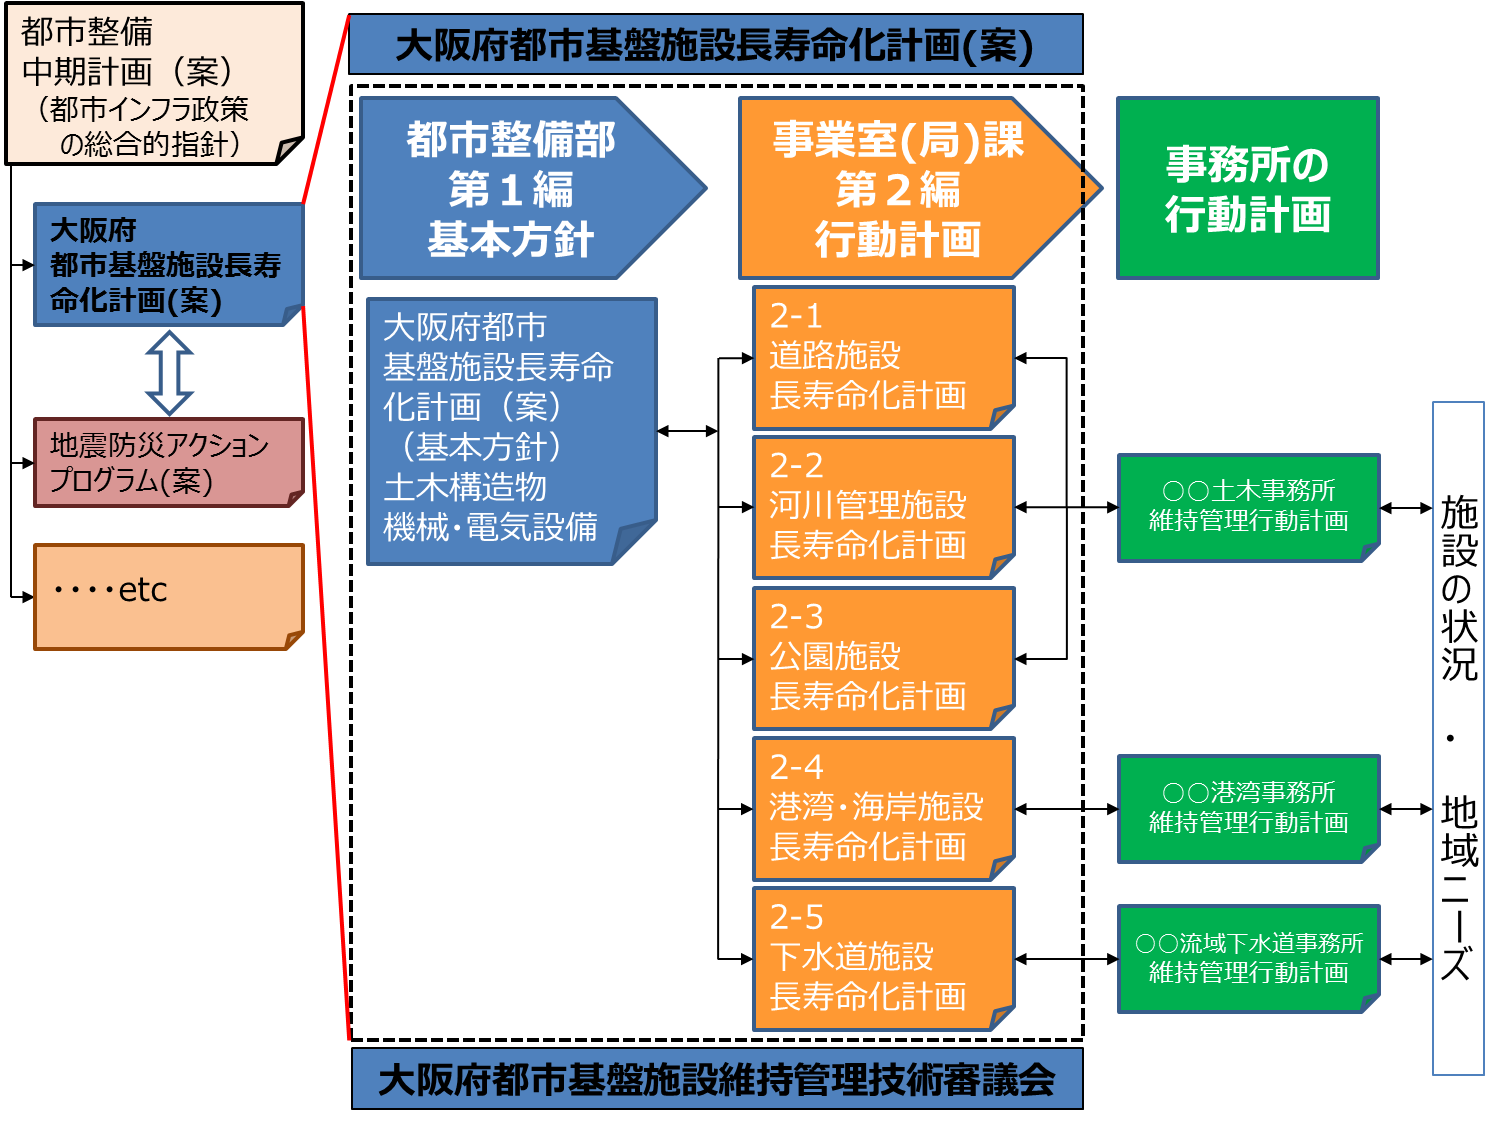 都市整備
中期計画（案）
（都市インフラ政策
の総合的指針）
大阪府
都市基盤施設長寿
命化計画(案)
地震防災アクション
プログラム(案)
・・・・etc
大阪府都市基盤施設長寿命化計画(案)
都市整備部
第１編
基本方針
事業室(局)課
第２編
行動計画
事務所の
行動計画
大阪府都市
基盤施設長寿命
化計画（案）
（基本方針）
土木構造物
機械・電気設備
2-1
道路施設
長寿命化計画
2-2
河川管理施設
長寿命化計画
2-3
公園施設
長寿命化計画
2-4
港湾・海岸施設
長寿命化計画
2-5
下水道施設
長寿命化計画
○○土木事務所
維持管理行動計画
○○港湾事務所
維持管理行動計画
○○流域下水道事務所
維持管理行動計画
施設の状況　・　地域ニーズ
大阪府都市基盤施設維持管理技術審議会